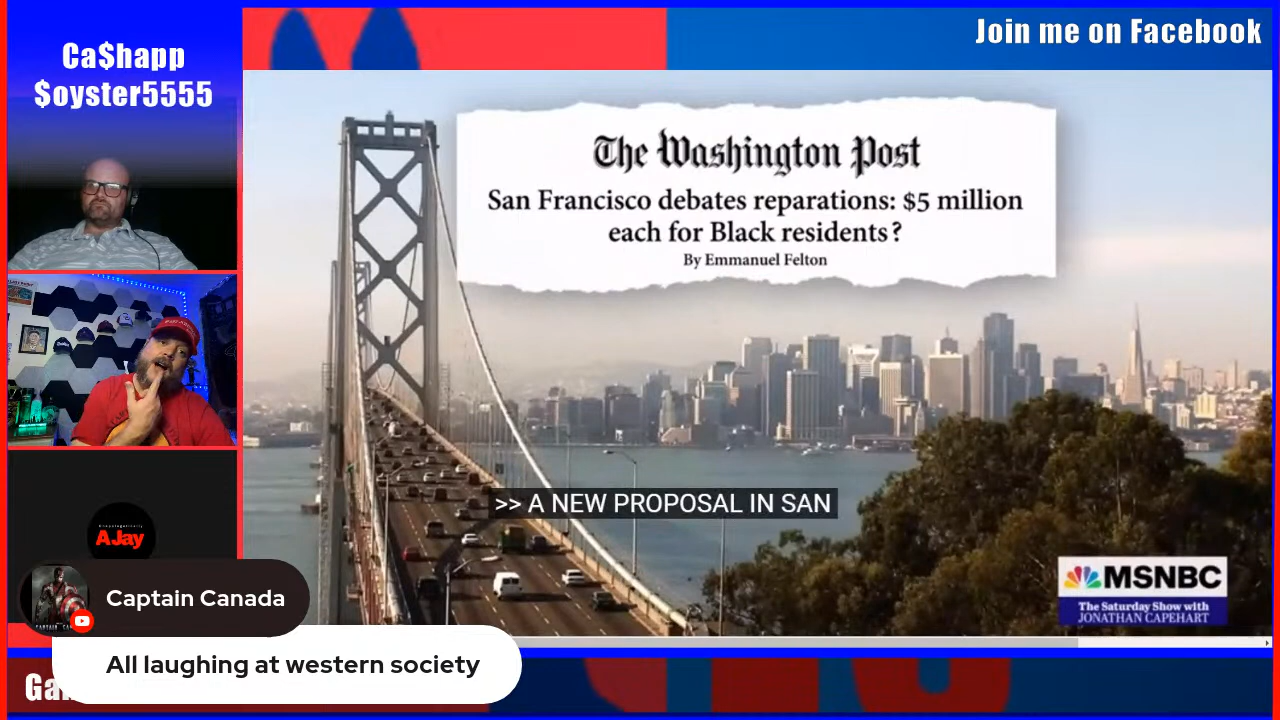 Ca$happ
$oyster5555
Join me on Facebook
The Washington Post
San Francisco debates reparations: $5 million
each for Black residents?
By Emmanuel Felton
>> A NEW PROPOSAL IN SAN
MSNBC
The Saturday Show with
JONATHAN CAPEHART
A Jay
Captain Canada
All laughing at western society